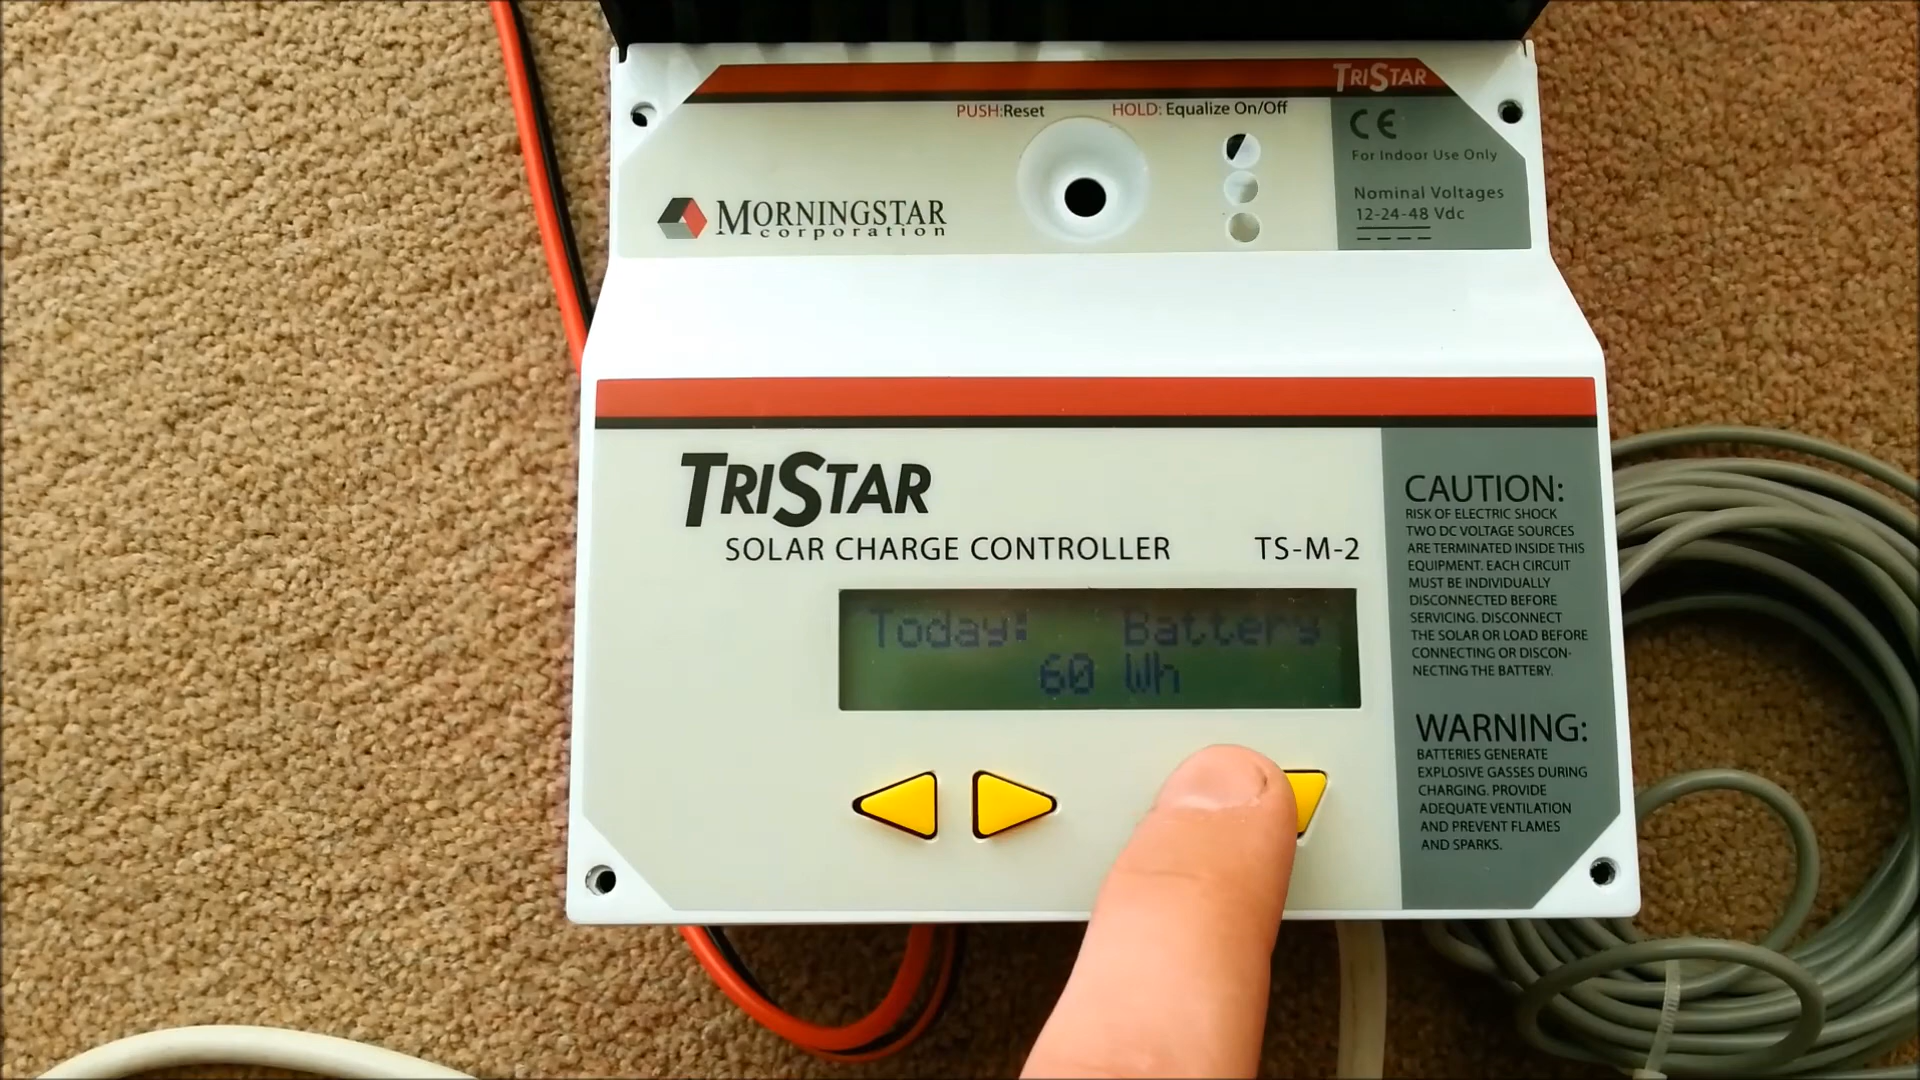 TRISTAR
PUSH:Reset HOLD: Equalize On/Off
CE
For Indoor Use Only
Nominal Voltages
12-24-48 Vdc
MORNINGSTAR
corporation
TRISTAR
SOLAR CHARGE CONTROLLER TS-M-2
Today: Battery
60 Wh
CAUTION:
RISK OF ELECTRIC SHOCK
TWO DC VOLTAGE SOURCES
ARE TERMINATED INSIDE THIS
EQUIPMENT. EACH CIRCUIT
MUST BE INDIVIDUALLY
DISCONNECTED BEFORE
SERVICING. DISCONNECT
THE SOLAR OR LOAD BEFORE
CONNECTING OR DISCON-
NECTING THE BATTERY.
WARNING:
BATTERIES GENERATE
EXPLOSIVE GASSES DURING
CHARGING. PROVIDE
ADEQUATE VENTILATION
AND PREVENT FLAMES
AND SPARKS.